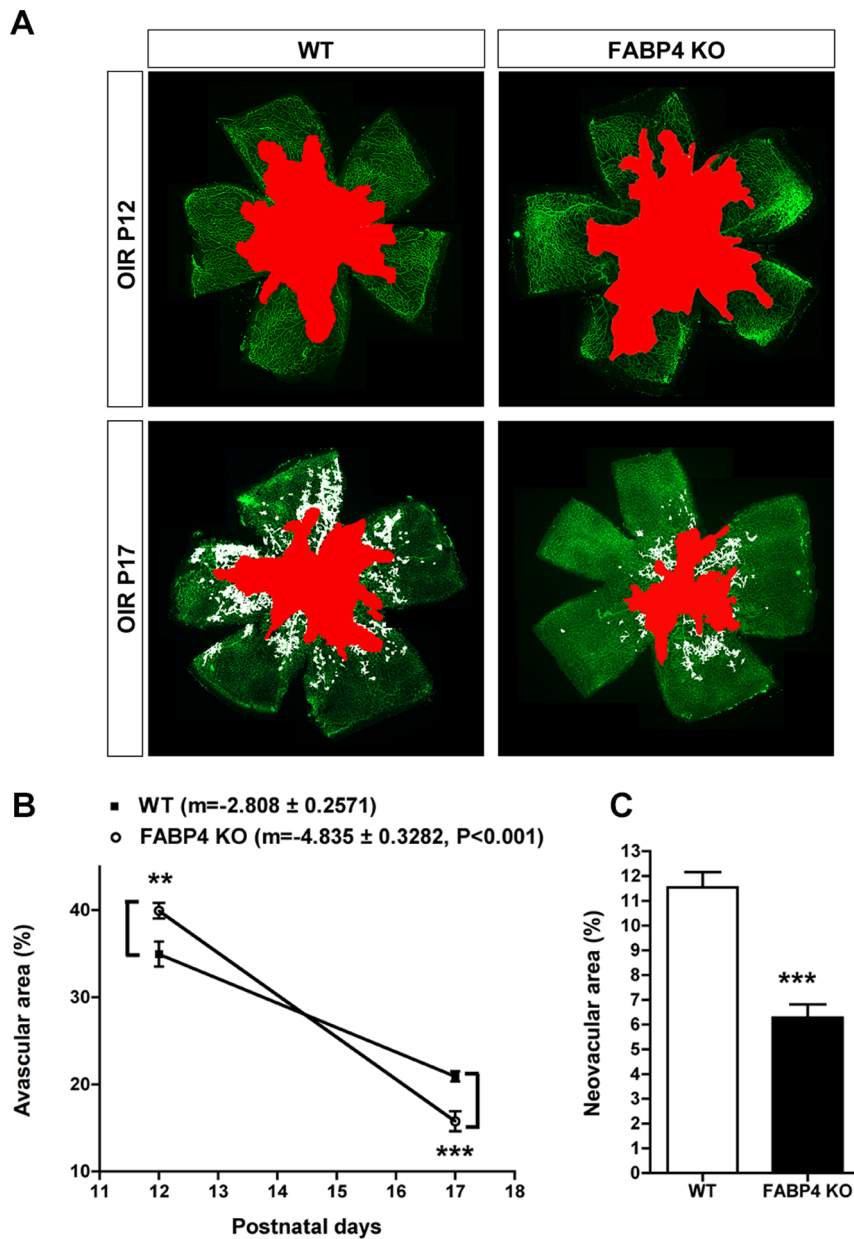 A
WT
FABP4 KO
OIR P12
OIR P17
B
WT (m=-2.808 ± 0.2571)
FABP4 KO (m=-4.835 ± 0.3282, P<0.001)
**
***
Avascular area (%)
40
30
20
10
11 12 13 14 15 16 17 18
Postnatal days
C
***
Neovacular area (%)
13
12
11
10
9
8
7
6
5
4
3
2
1
0
WT FABP4 KO